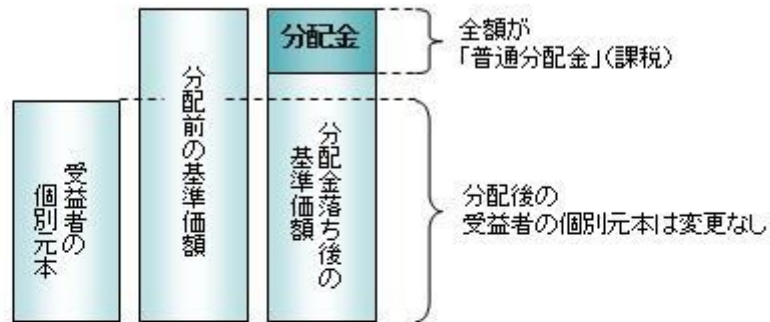 受益者の
個別元本
分配前の基準価額
分配金
分配金落ち後の
基準価額
全額が
「普通分配金」(課税)
分配後の
受益者の個別元本は変更なし